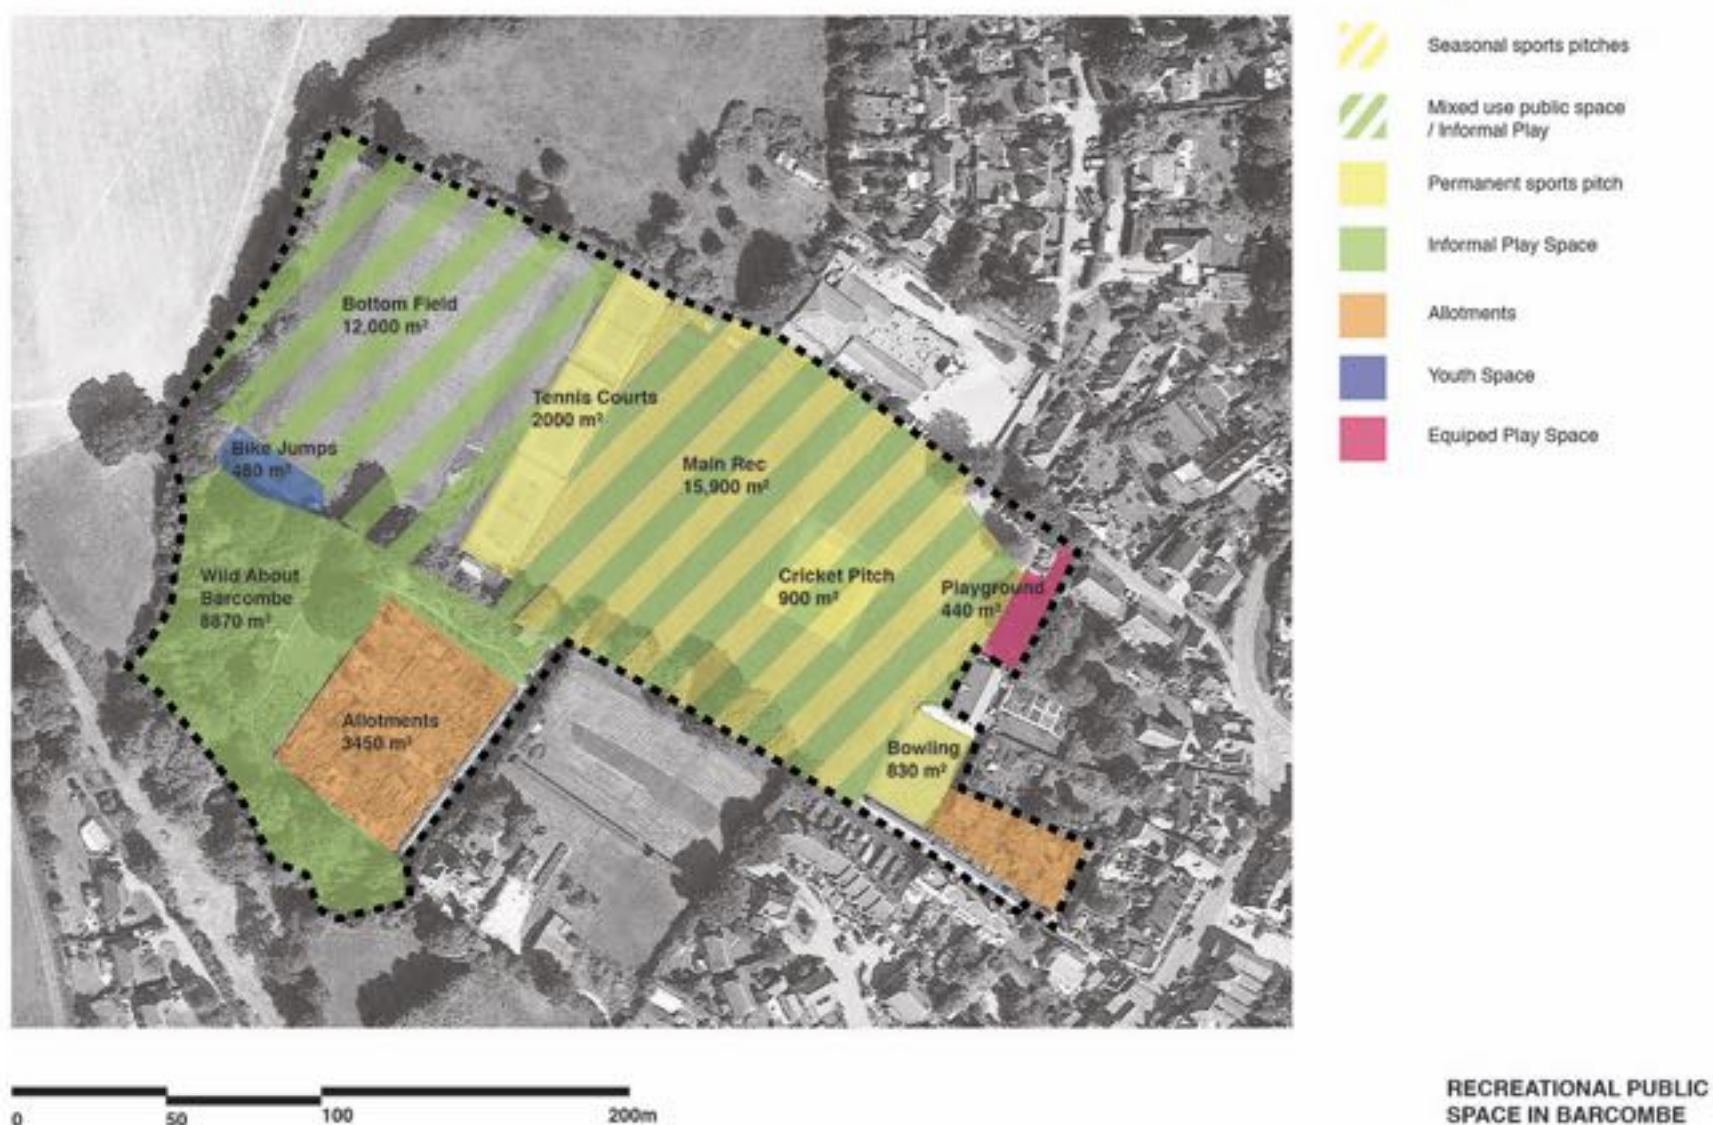 Seasonal sports pitches
Mixed use public space
/ Informal Play
Permanent sports pitch
Informal Play Space
Allotments
Youth Space
Equiped Play Space
Bottom Field
12,000 m²
Tennis Courts
2000 m²
Bike Jumps
480 m²
Main Rec
15,900 m²
Wild About
Barcombe
8870 m²
Cricket Pitch
900 m²
Playground
440 m²
Allotments
3450 m²
Bowling
830 m²
0
50
100
200m
RECREATIONAL PUBLIC
SPACE IN BARCOMBE